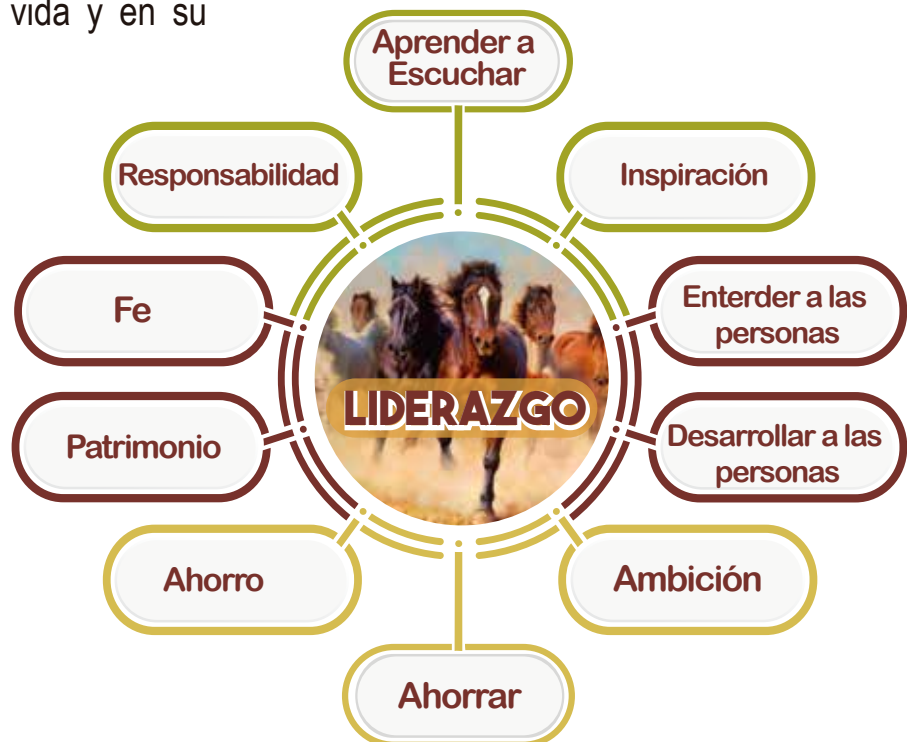 vida y en su
Aprender a
Escuchar
Responsabilidad
Inspiración
Fe
Enterder a las
personas
LIDERAZGO
Patrimonio
Desarrollar a las
personas
Ahorro
Ambición
Ahorrar